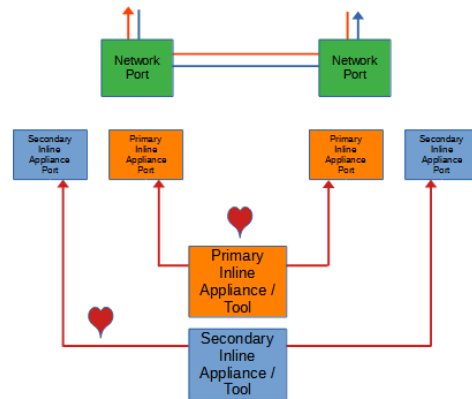 Network
Port
Network
Port
Secondary
Inline
Appliance
Port
Primary
Inline
Appliance
Port
Primary
Inline
Appliance
Port
Secondary
Inline
Appliance
Port
Primary
Inline
Appliance /
Tool
Secondary
Inline
Appliance /
Tool